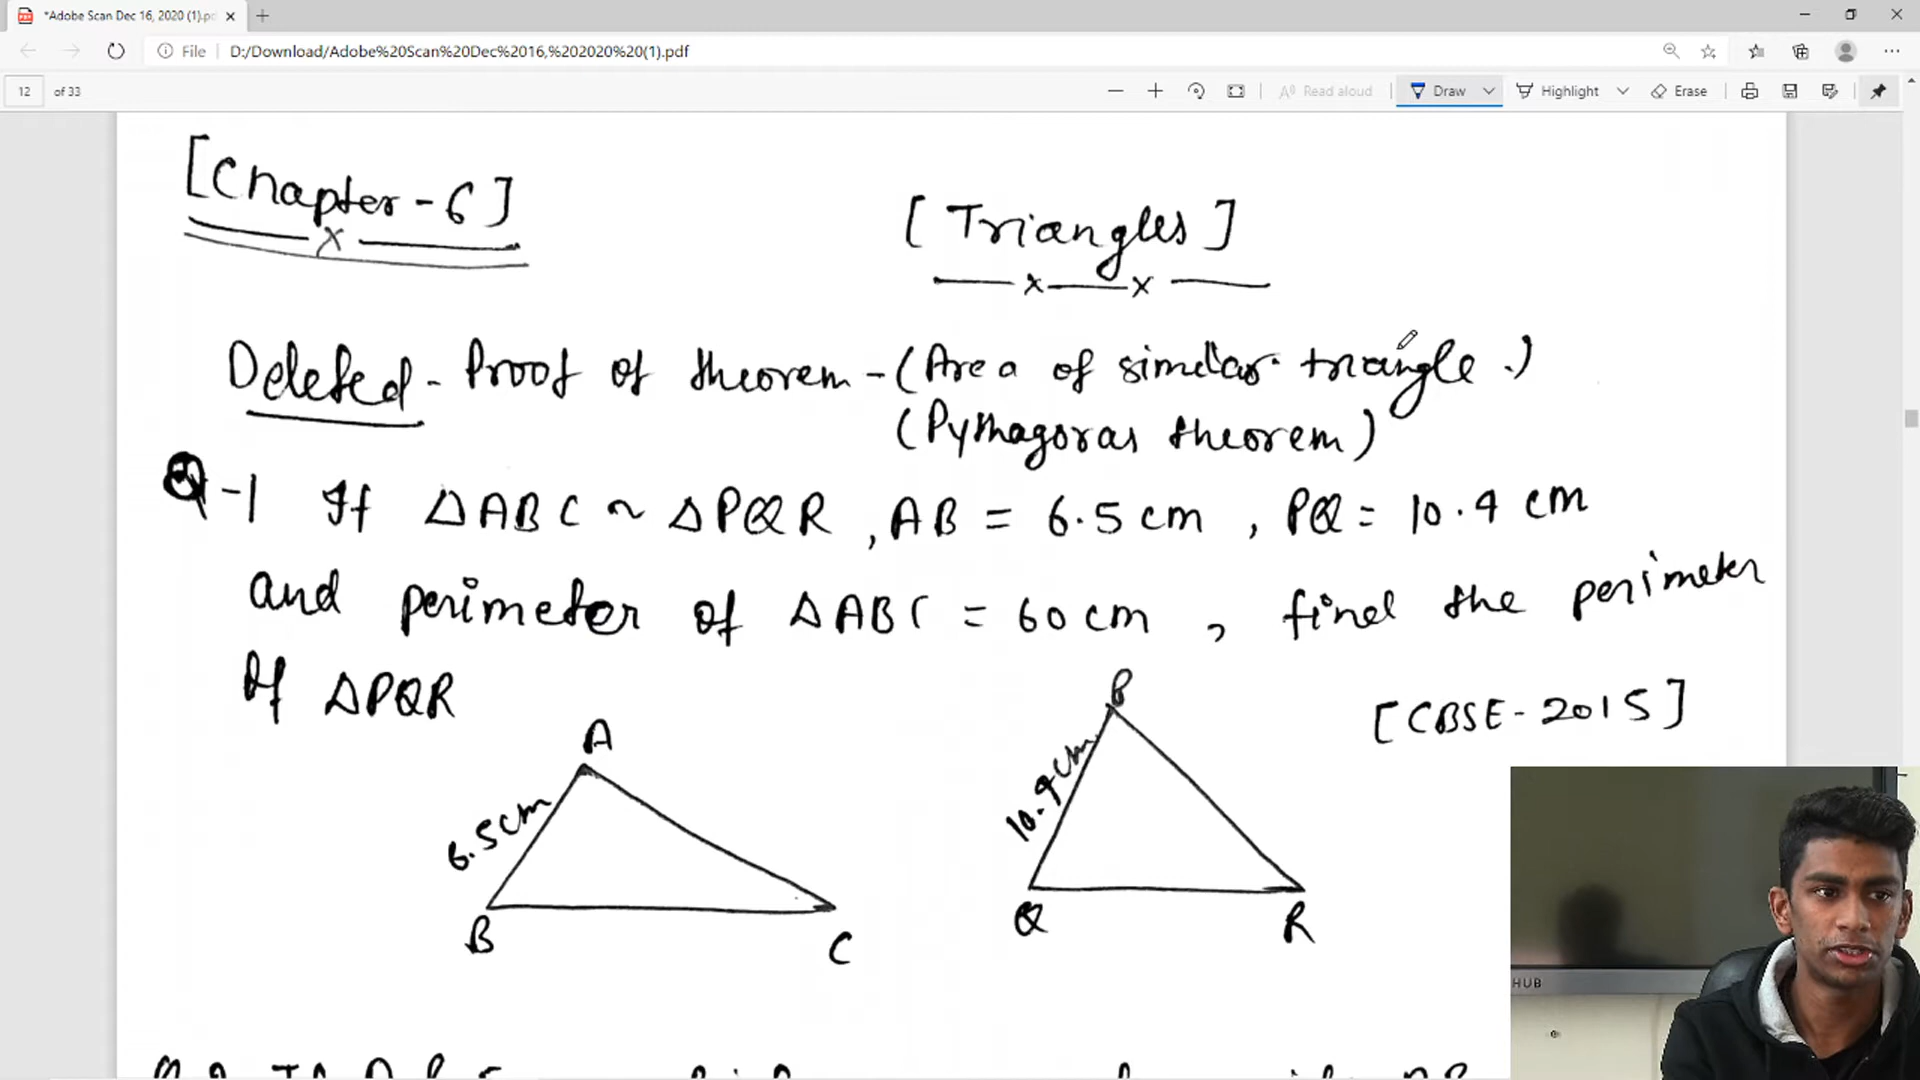 *Adobe Scan Dec 16, 2020 (1).pd
File D:/Download/Adobe%20Scan%20Dec%2016,%202020%20(1).pdf
12 of 33 Read aloud Draw Highlight Erase
[Chapter-6]
[Triangles]
Deleted - Proof of theorem - (Area of similar triangle.)
(Pythagoras theorem)
Q-1 If ΔABC ~ ΔPQR, AB = 6.5 cm, PQ = 10.4 cm
and perimeter of ΔABC = 60 cm, find the perimeter
of ΔPQR
[CBSE-2015]
A
P
6.5cm
10.4cm
B
C
Q
R
HUB